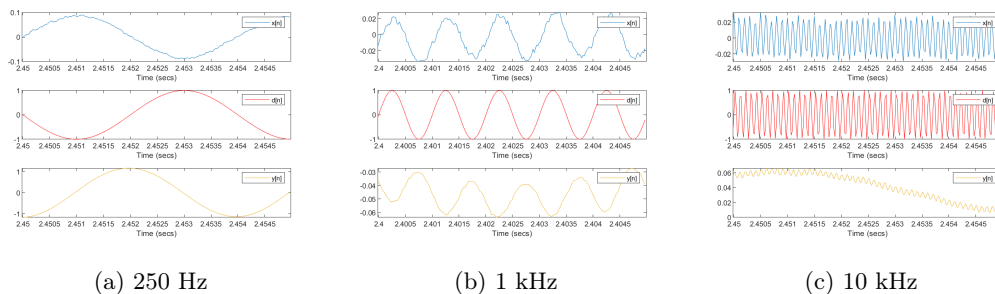 0.1
x[n]
0
-0.1
2.45 2.4505 2.451 2.4515 2.452 2.4525 2.453 2.4535 2.454 2.4545
Time (secs)
1
d[n]
0
-1
2.45 2.4505 2.451 2.4515 2.452 2.4525 2.453 2.4535 2.454 2.4545
Time (secs)
1
y[n]
0
-1
2.45 2.4505 2.451 2.4515 2.452 2.4525 2.453 2.4535 2.454 2.4545
Time (secs)
(a) 250 Hz
0.02
x[n]
0
-0.02
2.4 2.4005 2.401 2.4015 2.402 2.4025 2.403 2.4035 2.404 2.4045
Time (secs)
1
d[n]
0
-1
2.4 2.4005 2.401 2.4015 2.402 2.4025 2.403 2.4035 2.404 2.4045
Time (secs)
-0.03
y[n]
-0.04
-0.05
-0.06
2.4 2.4005 2.401 2.4015 2.402 2.4025 2.403 2.4035 2.404 2.4045
Time (secs)
(b) 1 kHz
0.02
x[n]
0
-0.02
2.45 2.4505 2.451 2.4515 2.452 2.4525 2.453 2.4535 2.454 2.4545
Time (secs)
1
d[n]
0
-1
2.45 2.4505 2.451 2.4515 2.452 2.4525 2.453 2.4535 2.454 2.4545
Time (secs)
0.06
y[n]
0.04
0.02
0
2.45 2.4505 2.451 2.4515 2.452 2.4525 2.453 2.4535 2.454 2.4545
Time (secs)
(c) 10 kHz